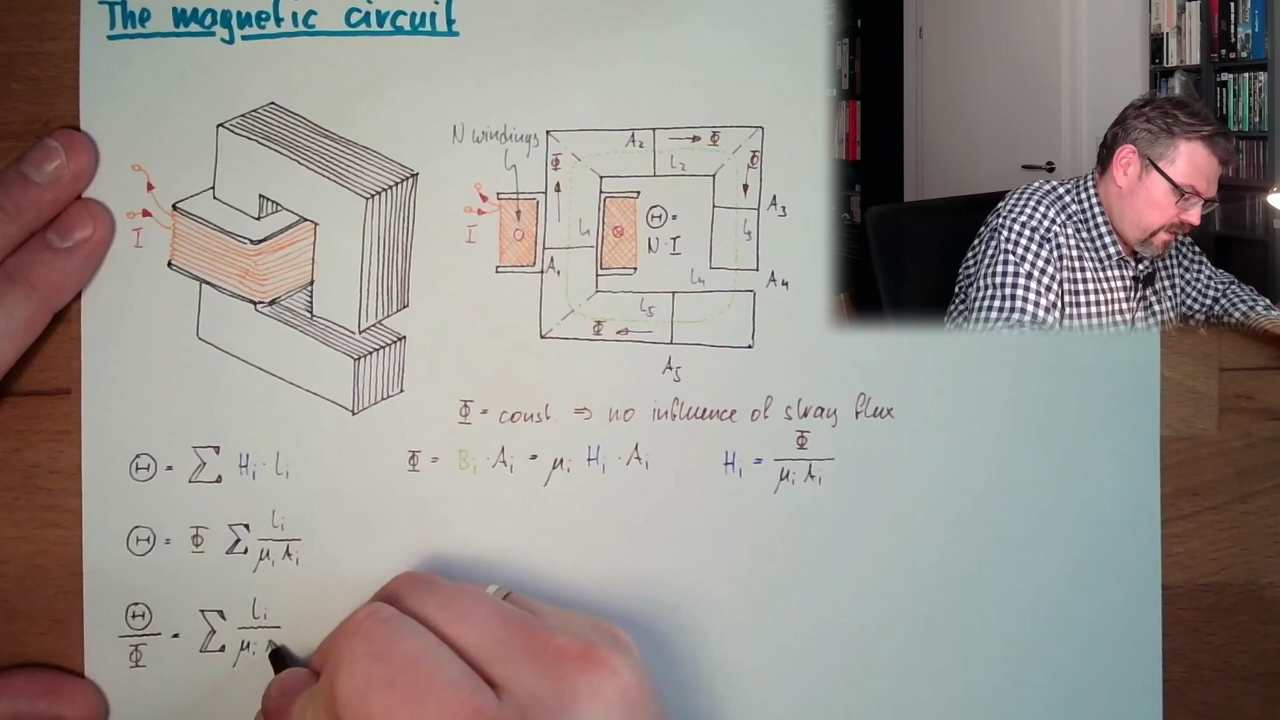 The magnetic circuit
N windings
A₂
Φ
Φ
Φ
l₂
I
I
l₁
Θ =
N·I
A₃
l₃
A₁
l₄
A₄
l₅
Φ
A₅
Φ = const ⇒ no influence of stray flux
Θ = ∑ Hᵢ · lᵢ
Φ = Bᵢ · Aᵢ = μᵢ Hᵢ · Aᵢ
Hᵢ = Φ / μᵢ Aᵢ
Θ = Φ ∑ lᵢ / μᵢ Aᵢ
Θ / Φ = ∑ lᵢ / μᵢ